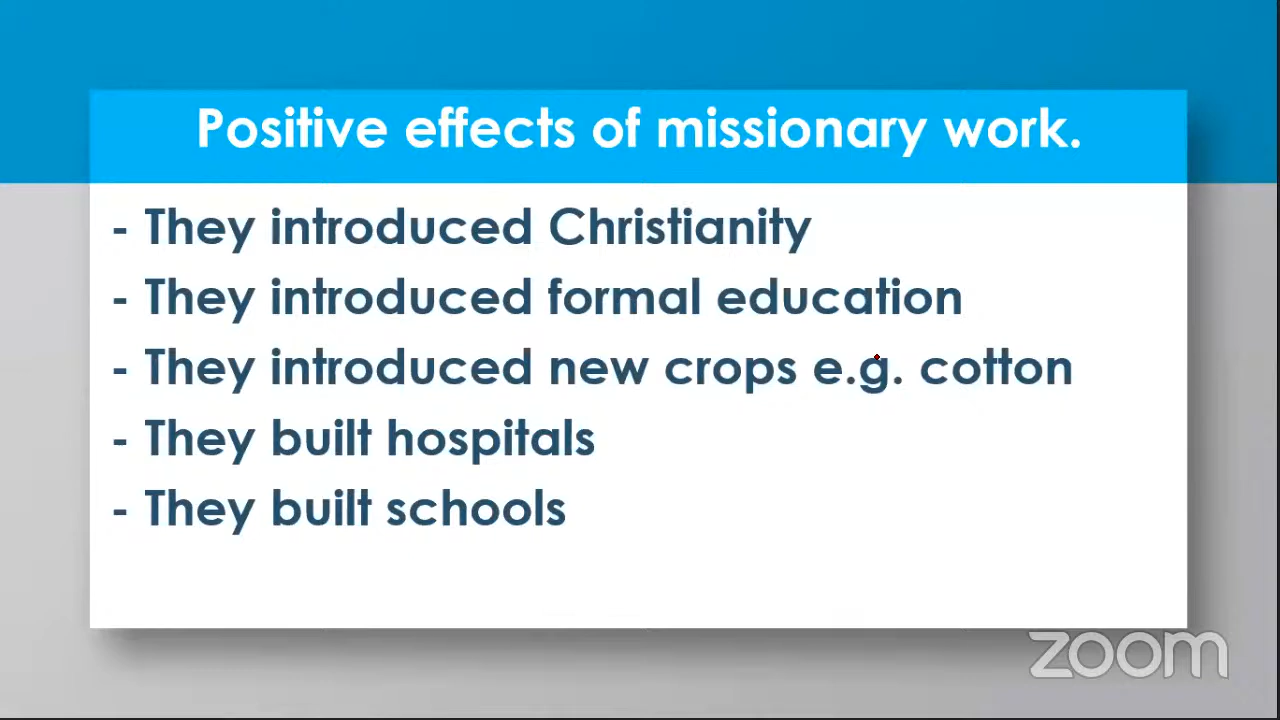 Positive effects of missionary work.
- They introduced Christianity
- They introduced formal education
- They introduced new crops e.g. cotton
- They built hospitals
- They built schools
zoom